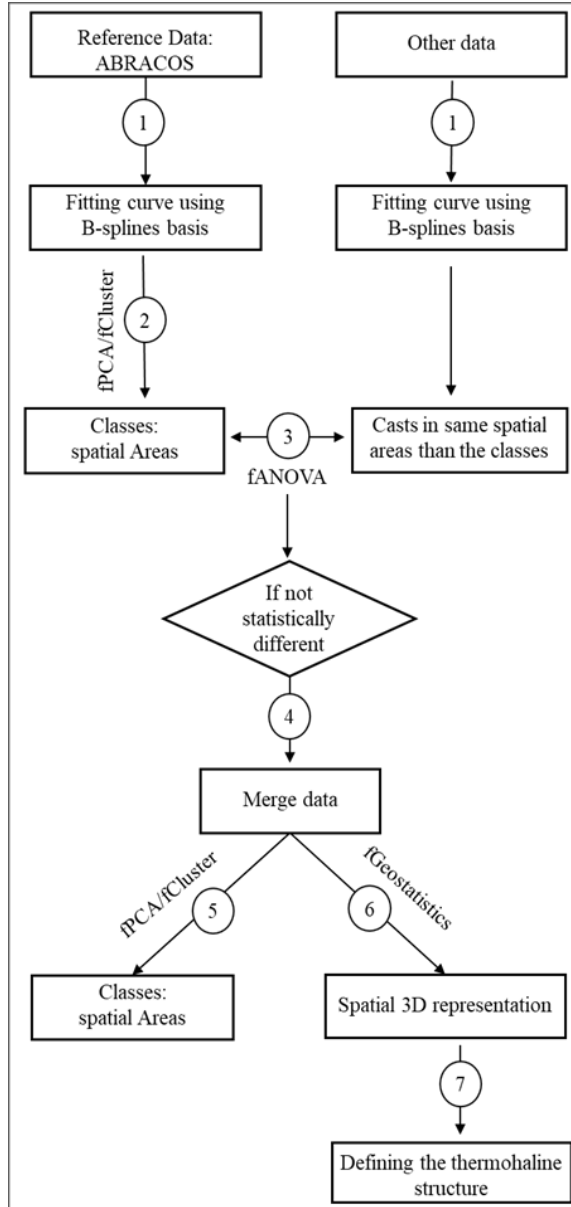 Reference Data:
ABRACOS
Other data
1
1
Fitting curve using
B-splines basis
Fitting curve using
B-splines basis
fPCA/fCluster
2
Classes:
spatial Areas
3
fANOVA
Casts in same spatial
areas than the classes
If not
statistically
different
4
Merge data
fPCA/fCluster
5
fGeostatistics
6
Classes:
spatial Areas
Spatial 3D representation
7
Defining the thermohaline
structure